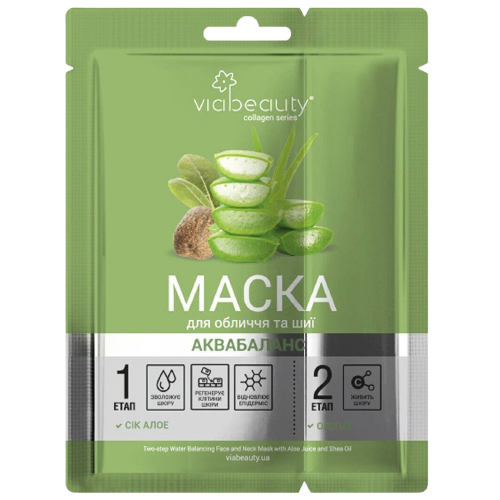 viabeauty®
collagen series
МАСКА
для обличчя та шиї
АКВАБАЛАНС
1 ЕТАП
ЗВОЛОЖУЄ ШКІРУ
РЕГЕНЕРУЄ КЛІТИНИ ШКІРИ
ВІДНОВЛЮЄ ЕПІДЕРМІС
2 ЕТАП
ЖИВИТЬ ШКІРУ
✓ СІК АЛОЕ
Two-step Water Balancing Face and Neck Mask with Aloe Juice and Shea Oil
viabeauty.ua